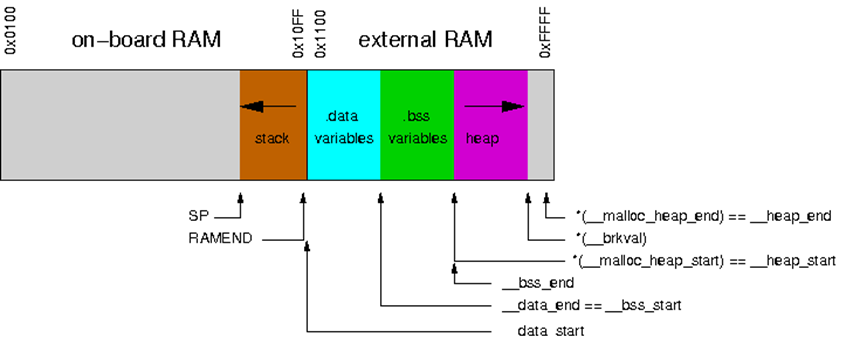 0x0100
on-board RAM
0x10FF
0x1100
external RAM
0xFFFF
stack
.data
variables
.bss
variables
heap
SP
RAMEND
*(__malloc_heap_end) == __heap_end
*(__brkval)
*(__malloc_heap_start) == __heap_start
__bss_end
__data_end == __bss_start
data_start